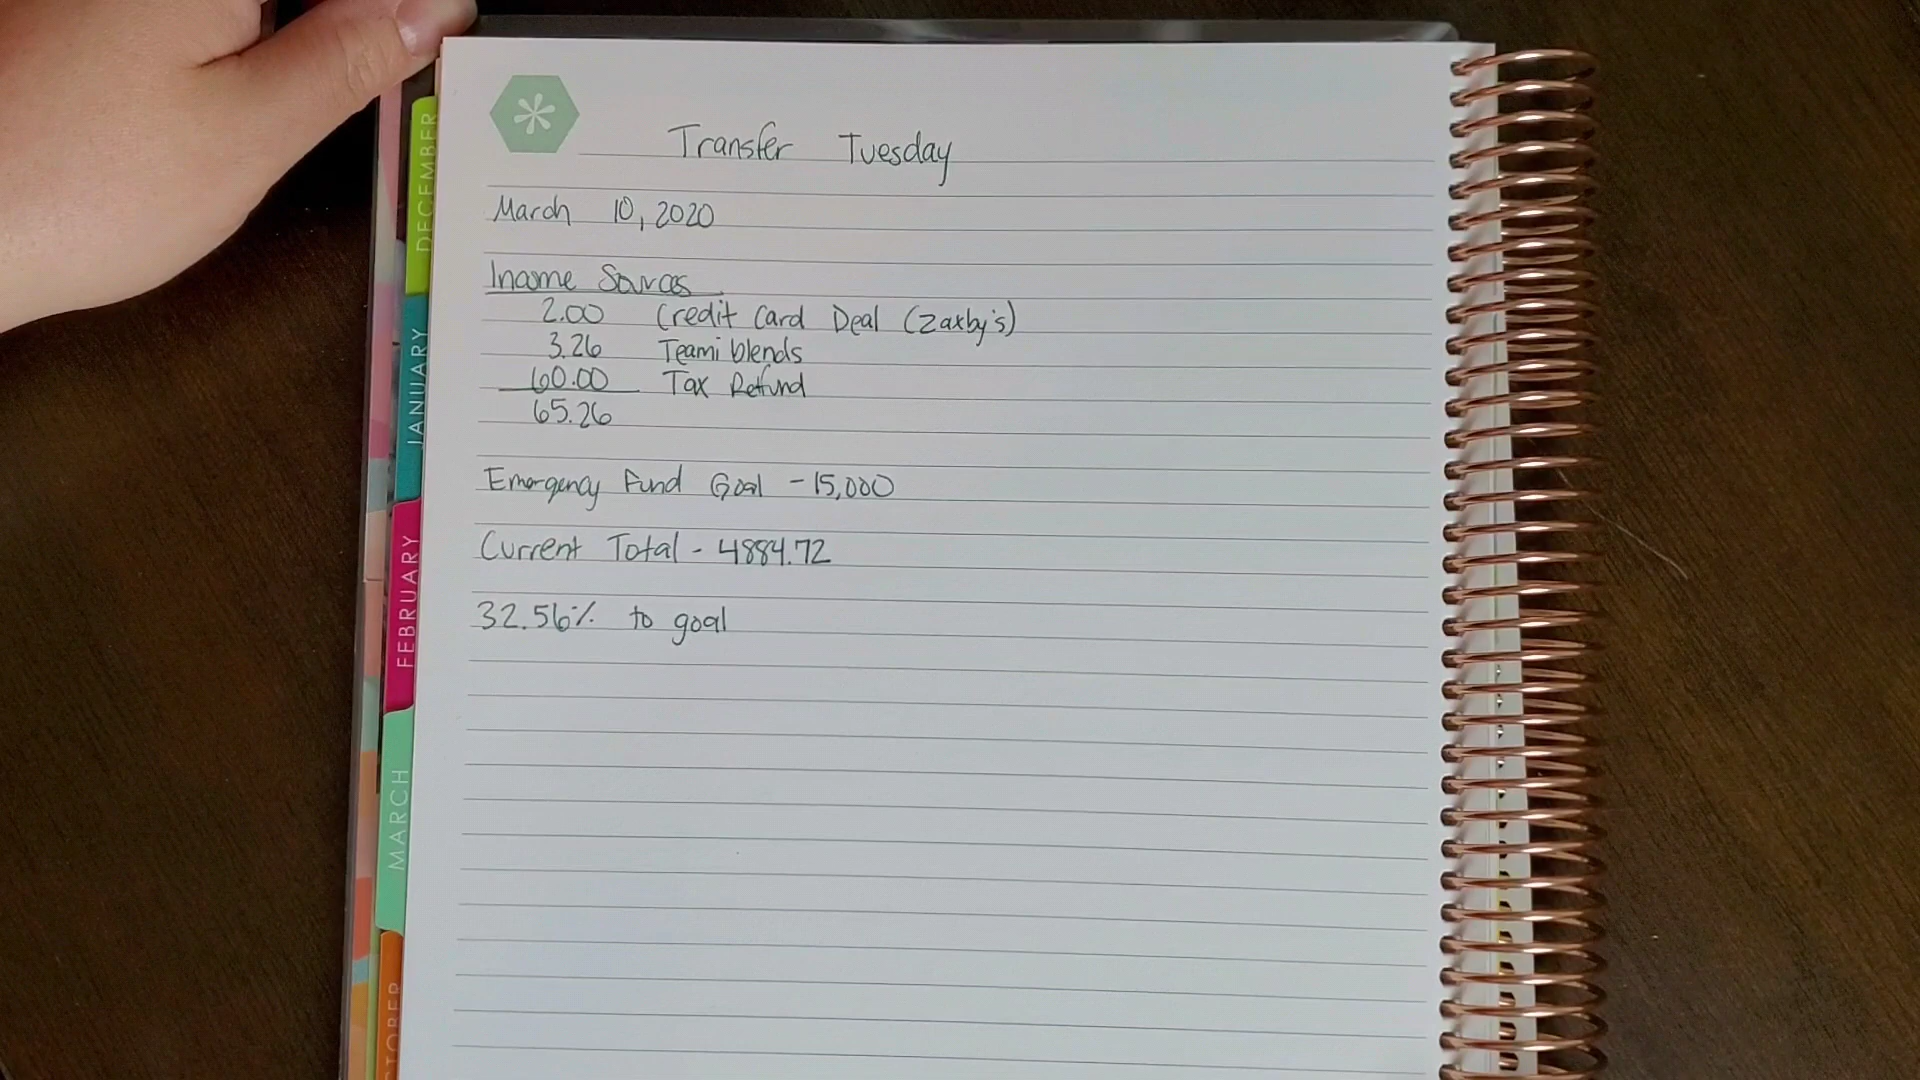 Transfer Tuesday
March 10, 2020
Income Sources
2.00 Credit Card Deal (Zaxby's)
3.26 Teami blends
60.00 Tax Refund
65.26
Emergency Fund Goal - 15,000
Current Total - 4884.72
32.56% to goal
DECEMBER
JANUARY
FEBRUARY
MARCH
TOBER